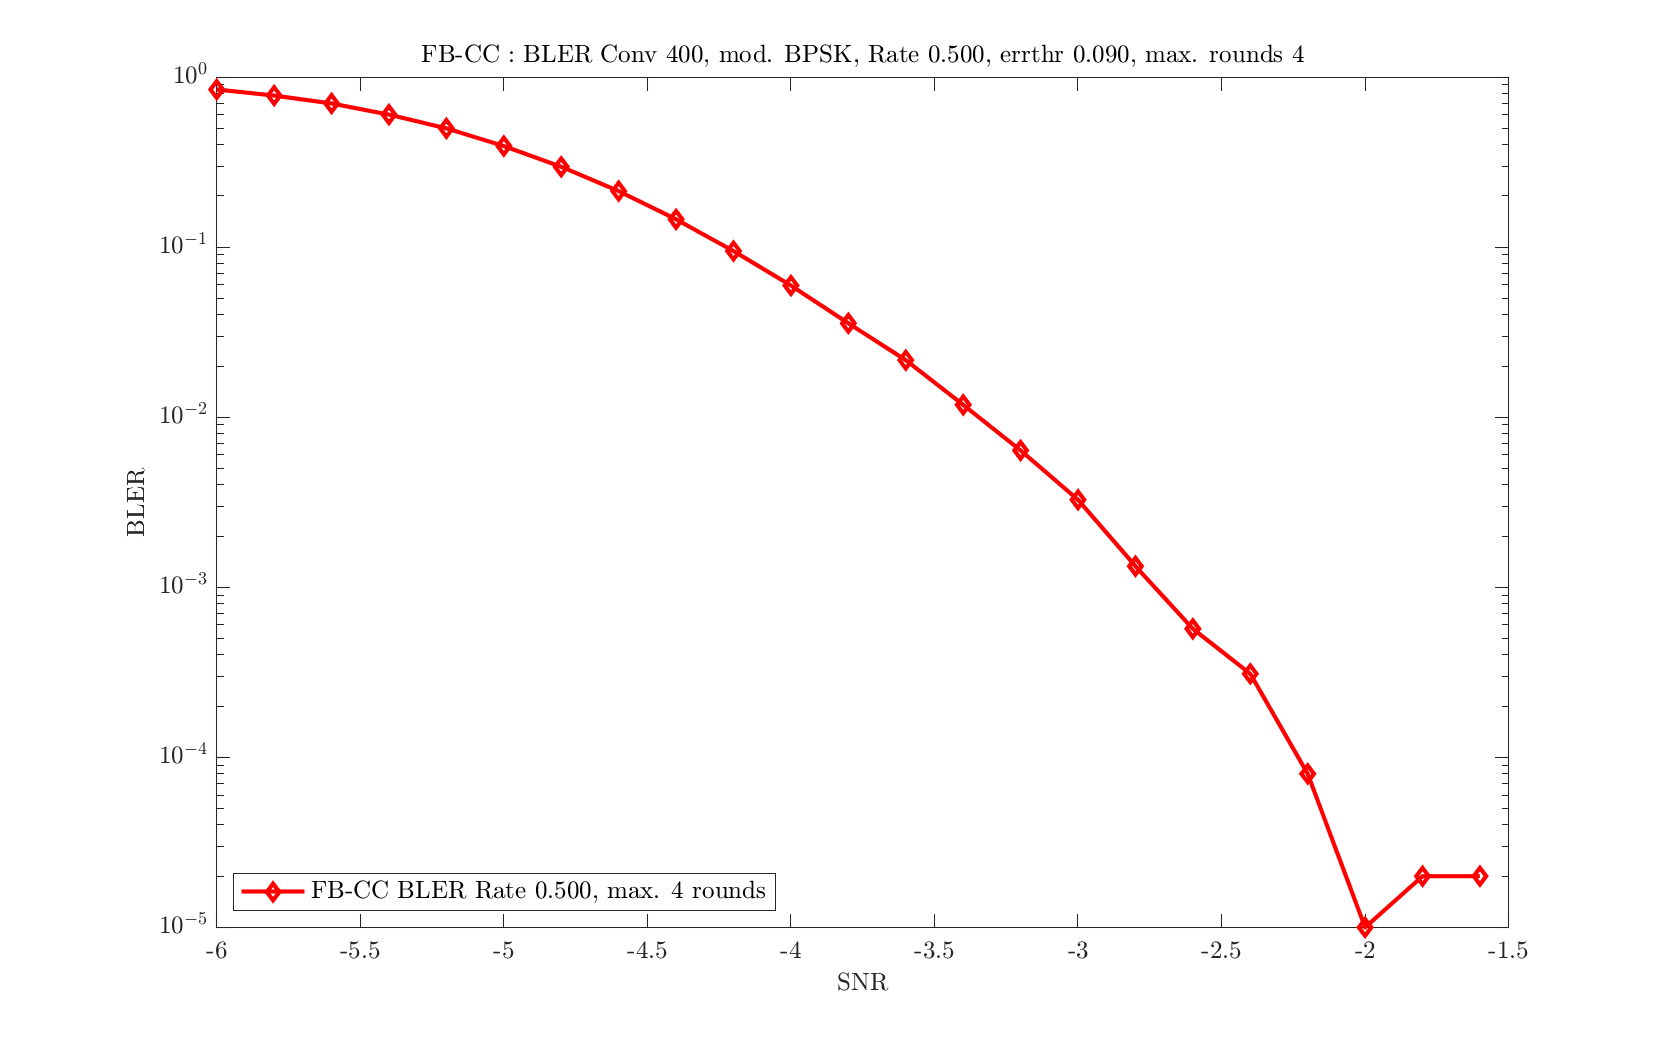 FB-CC : BLER Conv 400, mod. BPSK, Rate 0.500, errthr 0.090, max. rounds 4
10^0
10^-1
10^-2
10^-3
10^-4
10^-5
BLER
FB-CC BLER Rate 0.500, max. 4 rounds
-6 -5.5 -5 -4.5 -4 -3.5 -3 -2.5 -2 -1.5
SNR